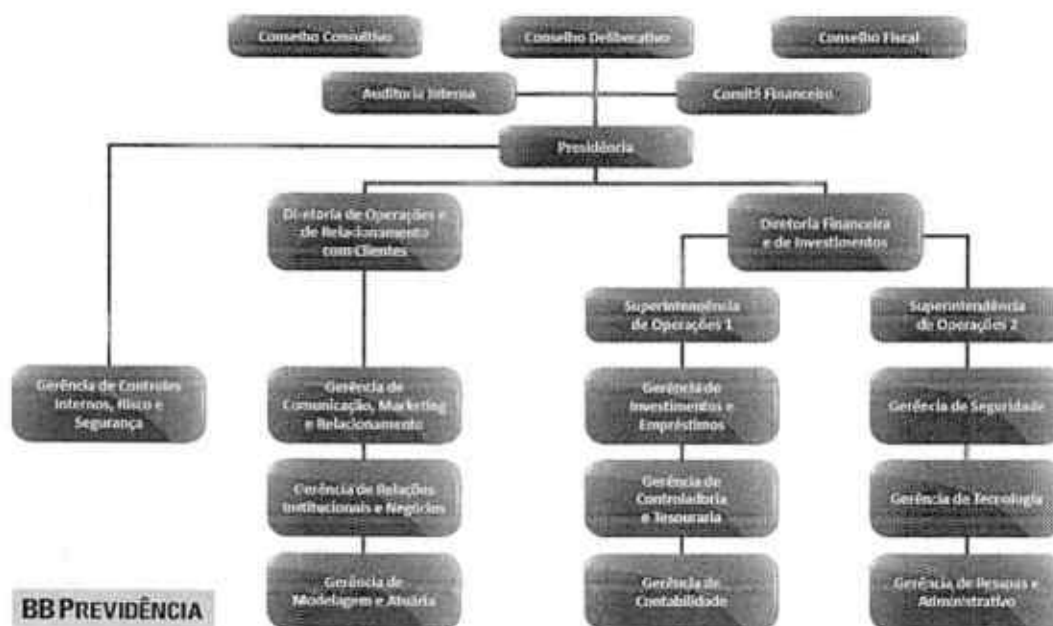 Conselho Consultivo
Conselho Deliberativo
Conselho Fiscal
Auditoria Interna
Comitê Financeiro
Presidência
Diretoria de Operações e
de Relacionamento
com Clientes
Diretoria Financeira
e de Investimentos
Superintendência
de Operações 1
Superintendência
de Operações 2
Gerência de Controles
Internos, Risco e
Segurança
Gerência de
Comunicação, Marketing
e Relacionamento
Gerência de
Investimentos e
Empréstimos
Gerência de Seguridade
Gerência de Relações
Institucionais e Negócios
Gerência de
Controladoria
e Tesouraria
Gerência de Tecnologia
Gerência de
Modelagem e Atuária
Gerência de
Contabilidade
Gerência de Pessoas e
Administrativo
BB PREVIDÊNCIA